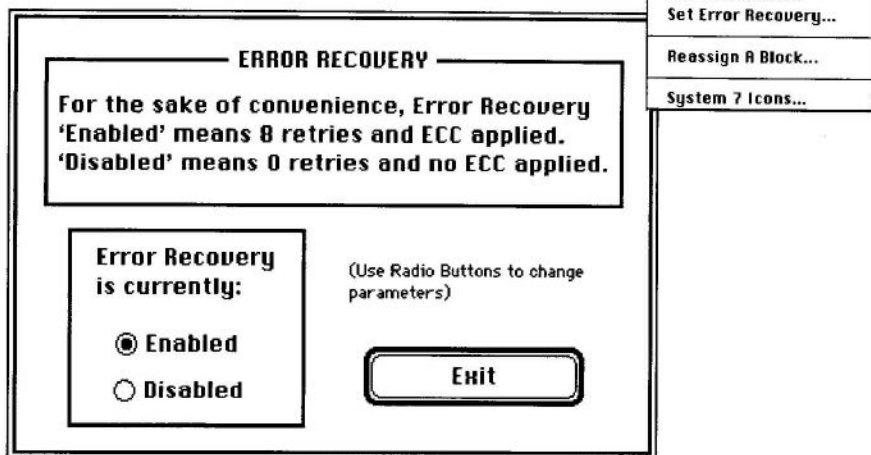 Set Error Recovery...
Reassign A Block...
System 7 Icons...
ERROR RECOVERY
For the sake of convenience, Error Recovery
‘Enabled’ means 8 retries and ECC applied.
‘Disabled’ means 0 retries and no ECC applied.
Error Recovery
is currently:
Enabled
Disabled
(Use Radio Buttons to change
parameters)
Exit